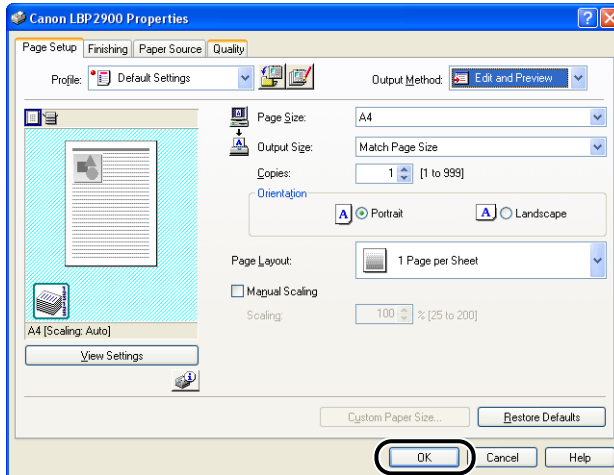 Canon LBP2900 Properties
Page Setup Finishing Paper Source Quality
Profile: Default Settings Output Method: Edit and Preview
Page Size: A4
Output Size: Match Page Size
Copies: 1 [1 to 999]
Orientation
A Portrait A Landscape
Page Layout: 1 Page per Sheet
Manual Scaling
Scaling: 100 % [25 to 200]
A4 [Scaling: Auto]
View Settings
Custom Paper Size... Restore Defaults
OK Cancel Help